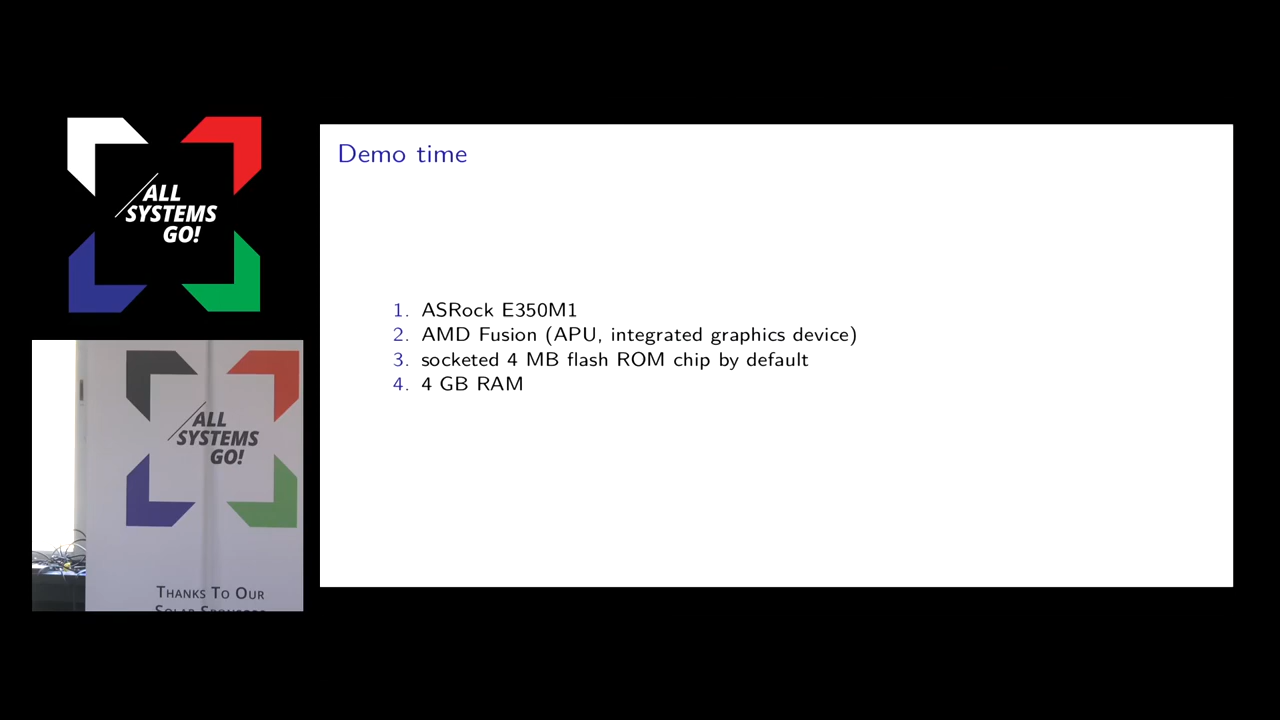 ALL
SYSTEMS
GO!
Demo time
1. ASRock E350M1
2. AMD Fusion (APU, integrated graphics device)
3. socketed 4 MB flash ROM chip by default
4. 4 GB RAM
ALL
SYSTEMS
GO!
THANKS TO OUR